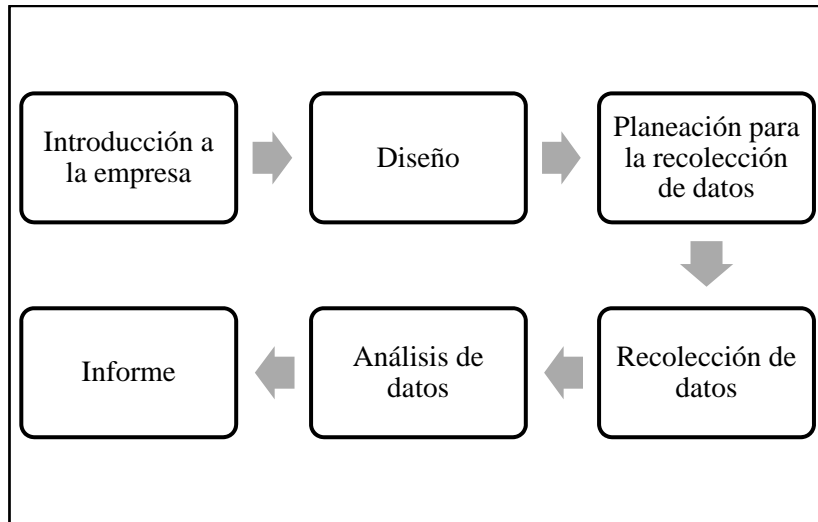 Introducción a
la empresa
Diseño
Planeación para
la recolección
de datos
Recolección de
datos
Análisis de
datos
Informe